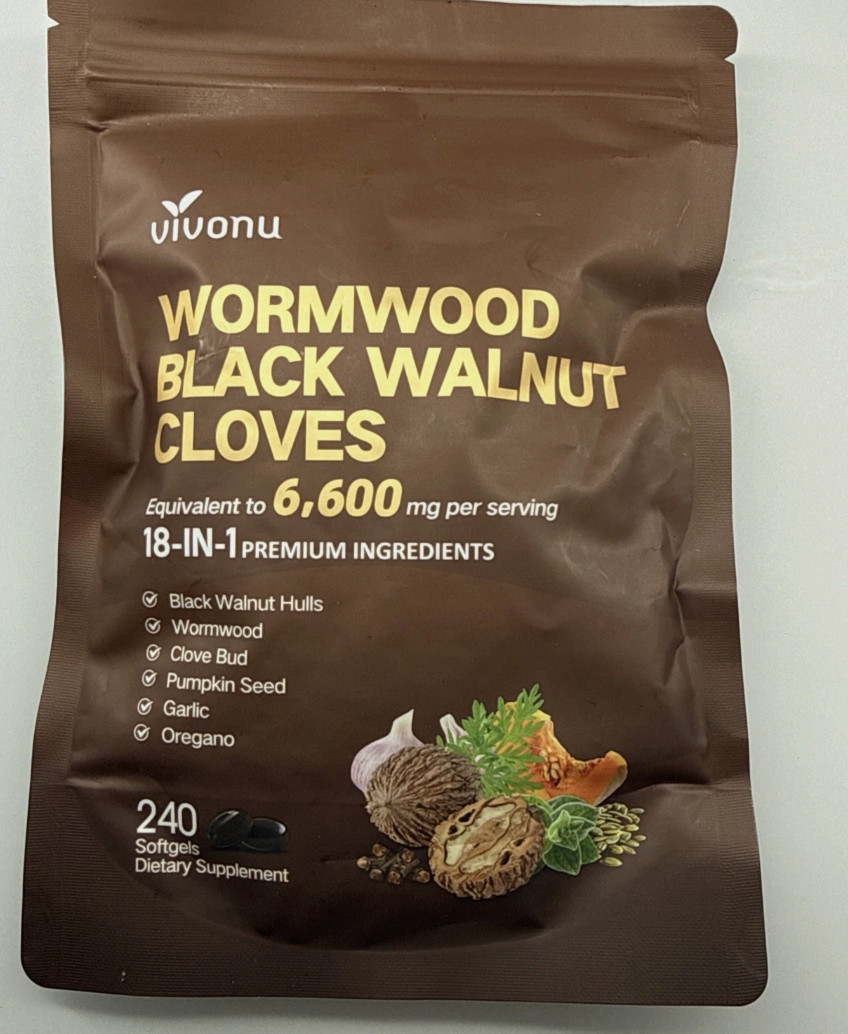 vivonu
WORMWOOD
BLACK WALNUT
CLOVES
Equivalent to 6,600 mg per serving
18-IN-1 PREMIUM INGREDIENTS
Black Walnut Hulls
Wormwood
Clove Bud
Pumpkin Seed
Garlic
Oregano
240
Softgels
Dietary Supplement